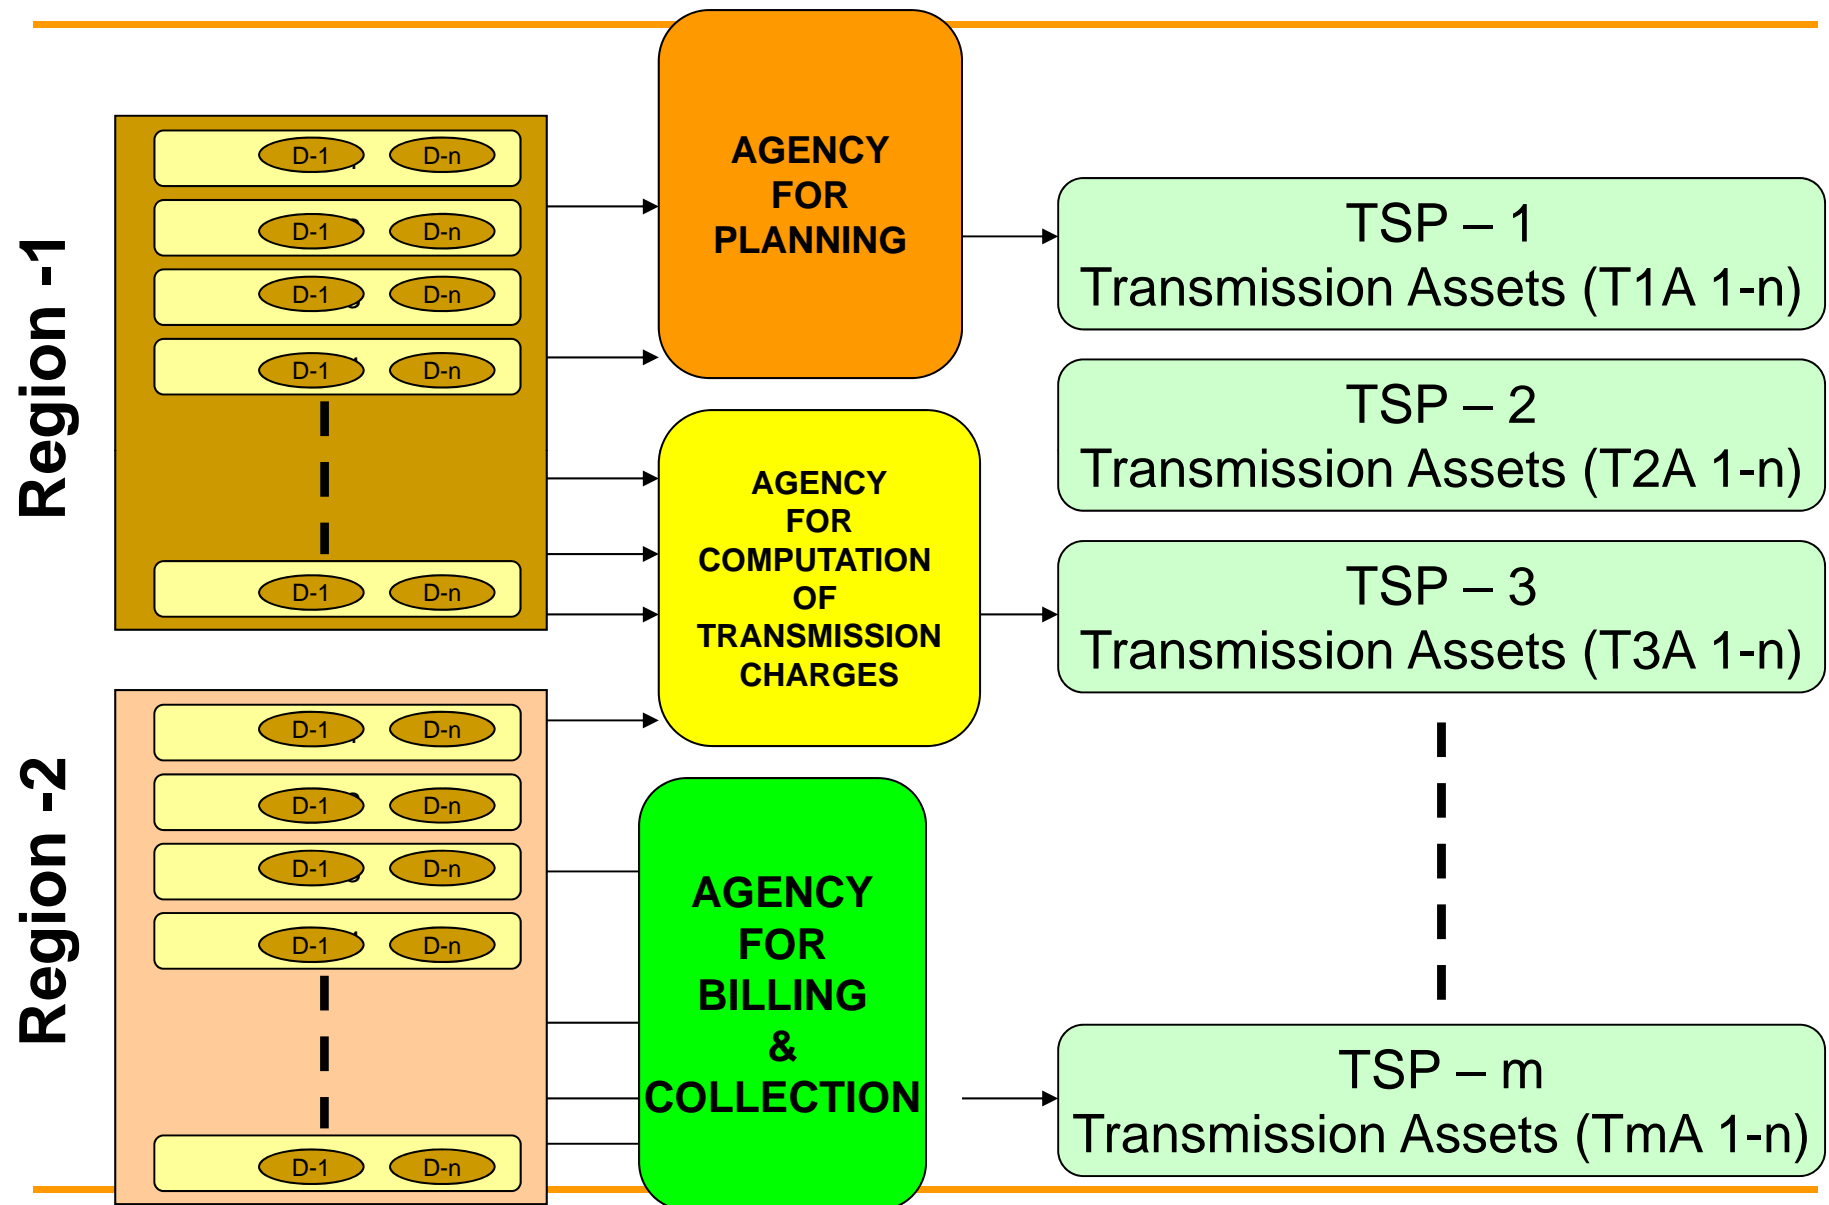 Region -1
D-1 D-n
D-1 D-n
D-1 D-n
D-1 D-n
D-1 D-n
Region -2
D-1 D-n
D-1 D-n
D-1 D-n
D-1 D-n
D-1 D-n
AGENCY
FOR
PLANNING
AGENCY
FOR
COMPUTATION
OF
TRANSMISSION
CHARGES
AGENCY
FOR
BILLING
&
COLLECTION
TSP – 1
Transmission Assets (T1A 1-n)
TSP – 2
Transmission Assets (T2A 1-n)
TSP – 3
Transmission Assets (T3A 1-n)
TSP – m
Transmission Assets (TmA 1-n)